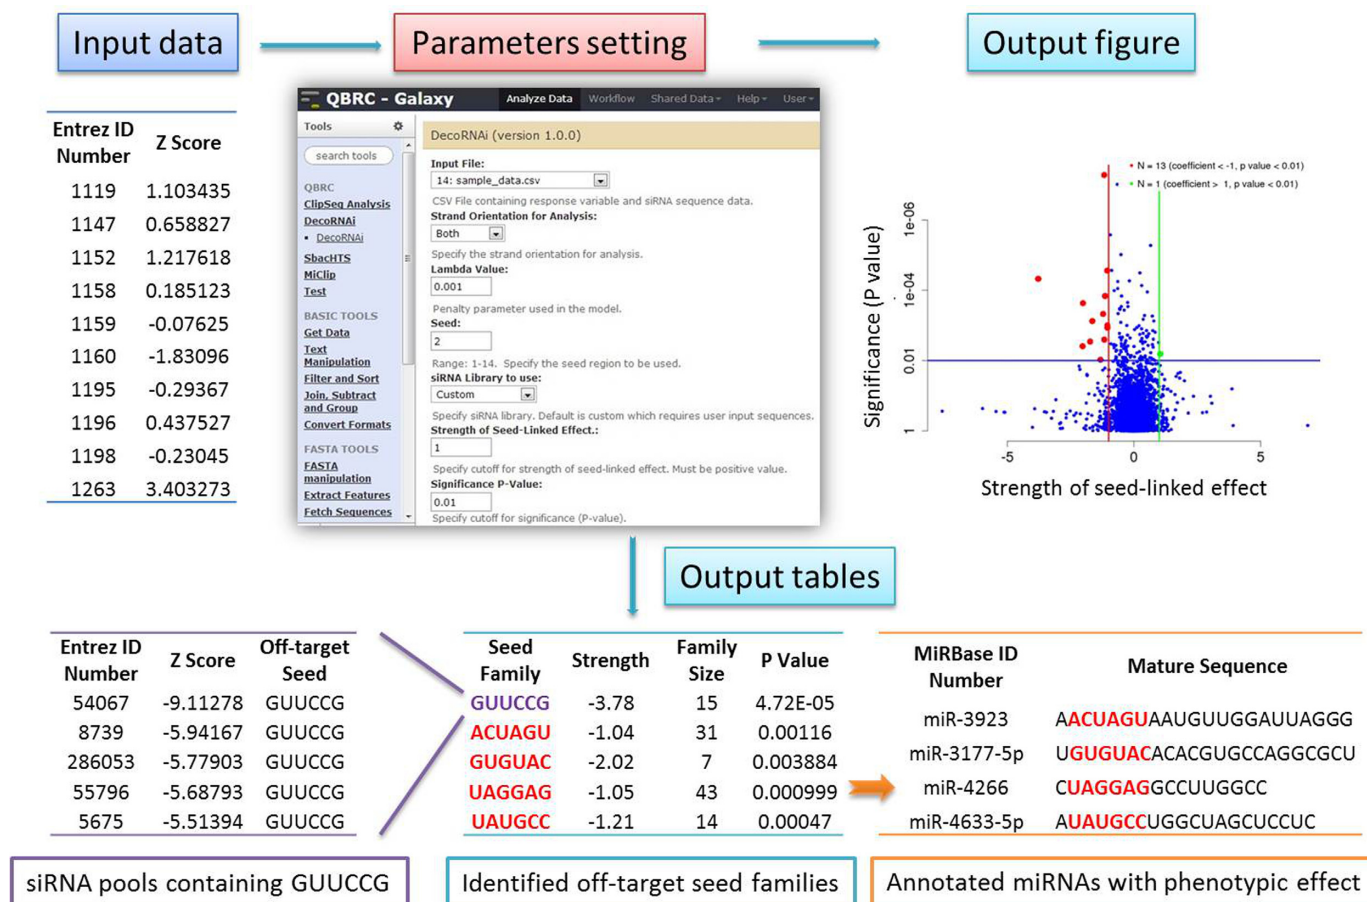 Input data
Parameters setting
Output figure
Entrez ID
Number
Z Score
1119 1.103435
1147 0.658827
1152 1.217618
1158 0.185123
1159 -0.07625
1160 -1.83096
1195 -0.29367
1196 0.437527
1198 -0.23045
1263 3.403273
QBRC - Galaxy
Analyze Data Workflow Shared Data Help User
Tools
search tools
QBRC
ClipSeq Analysis
DecoRNAi
• DecoRNAi
SbacHTS
MiClip
Test
BASIC TOOLS
Get Data
Text
Manipulation
Filter and Sort
Join, Subtract
and Group
Convert Formats
FASTA TOOLS
FASTA
manipulation
Extract Features
Fetch Sequences
DecoRNAi (version 1.0.0)
Input File:
14: sample_data.csv
CSV File containing response variable and siRNA sequence data.
Strand Orientation for Analysis:
Both
Specify the strand orientation for analysis.
Lambda Value:
0.001
Penalty parameter used in the model.
Seed:
2
Range: 1-14. Specify the seed region to be used.
siRNA Library to use:
Custom
Specify siRNA library. Default is custom which requires user input sequences.
Strength of Seed-Linked Effect.:
1
Specify cutoff for strength of seed-linked effect. Must be positive value.
Significance P-Value:
0.01
Specify cutoff for significance (P-value).
N = 13 (coefficient < -1, p value < 0.01)
N = 1 (coefficient > 1, p value < 0.01)
Significance (P value)
1e-06
1e-04
0.01
1
-5 0 5
Strength of seed-linked effect
Output tables
Entrez ID
Number
Z Score
Off-target
Seed
54067 -9.11278 GUUCCG
8739 -5.94167 GUUCCG
286053 -5.77903 GUUCCG
55796 -5.68793 GUUCCG
5675 -5.51394 GUUCCG
siRNA pools containing GUUCCG
Seed
Family
Strength
Family
Size
P Value
GUUCCG -3.78 15 4.72E-05
ACUAGU -1.04 31 0.00116
GUGUAC -2.02 7 0.003884
UAGGAG -1.05 43 0.000999
UAUGCC -1.21 14 0.00047
Identified off-target seed families
MiRBase ID
Number
Mature Sequence
miR-3923 AACUAGUAAUGUUGGAUUAGGG
miR-3177-5p UGUGUACACACGUGCCAGGCGCU
miR-4266 CUAGGAGGCCUUGGCC
miR-4633-5p AUAUGCCUGGCUAGCUCCUC
Annotated miRNAs with phenotypic effect